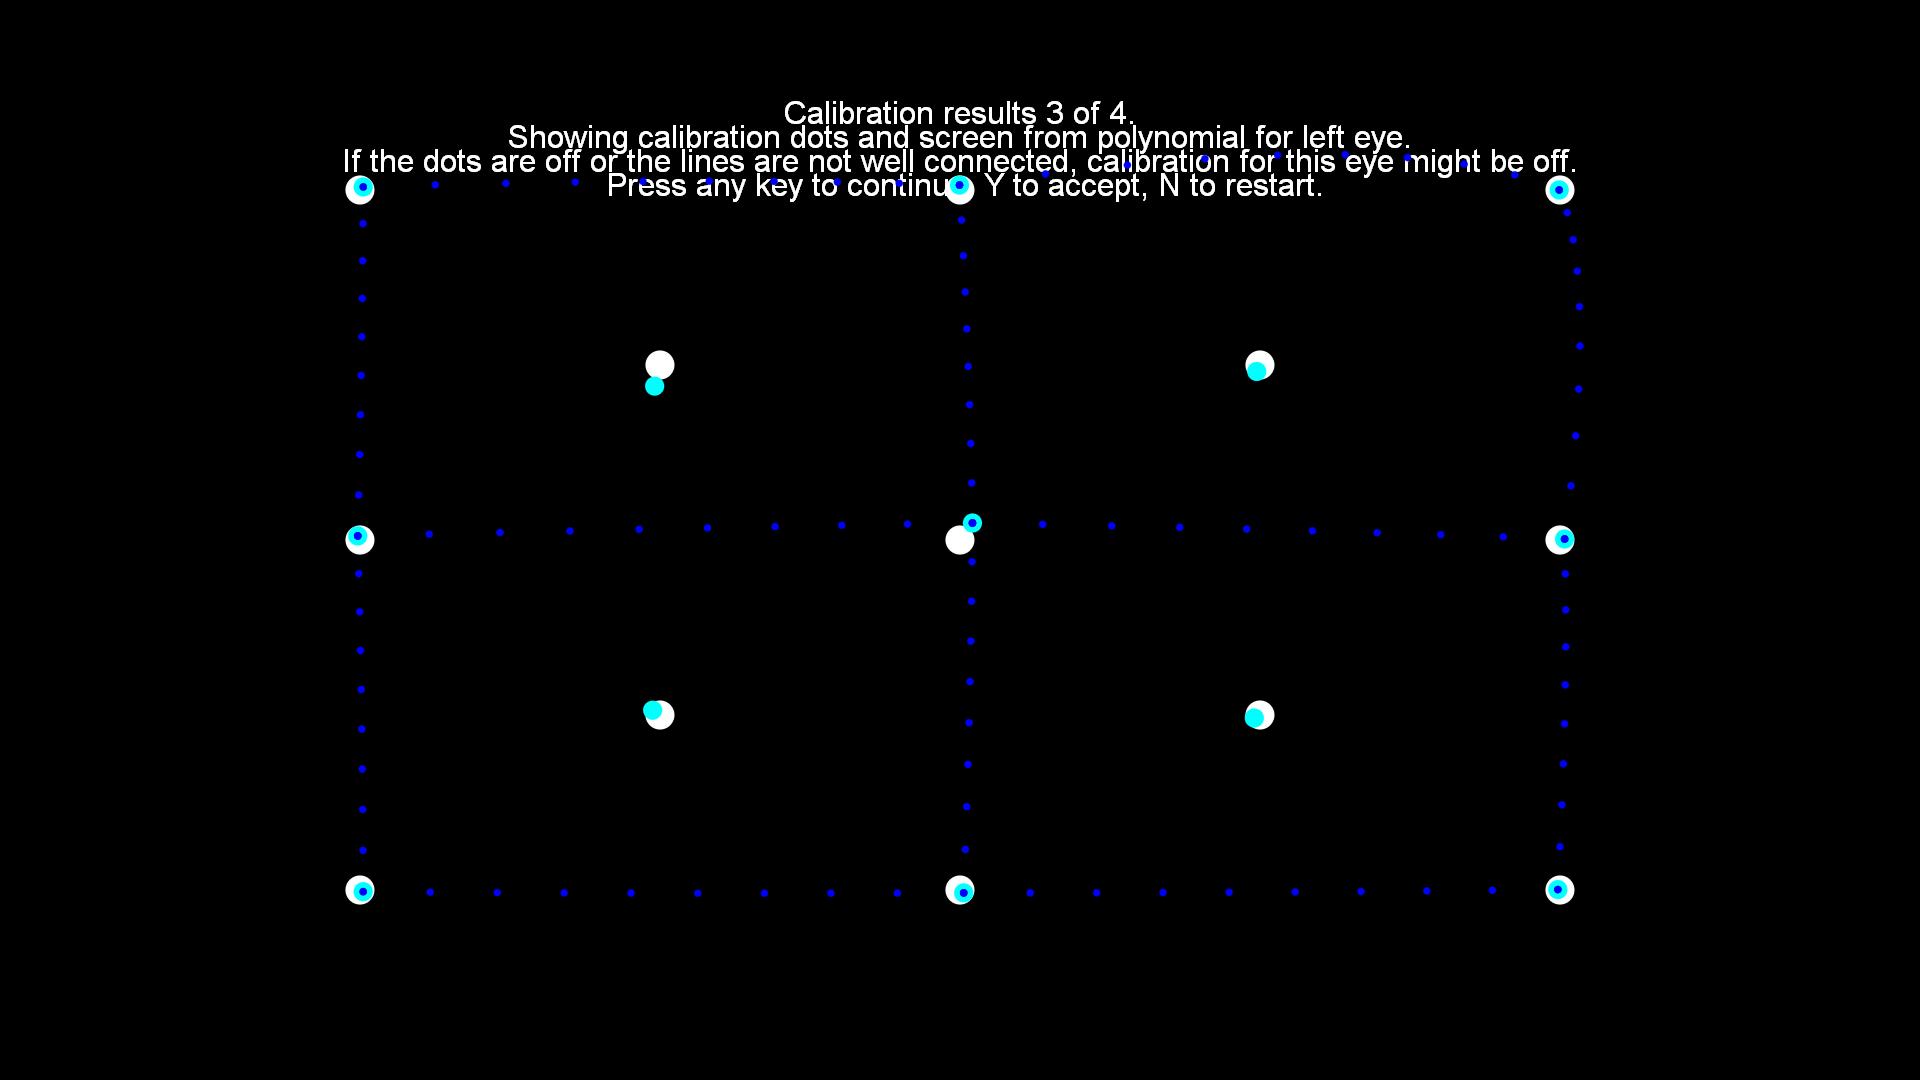 Calibration results 3 of 4.
Showing calibration dots and screen from polynomial for left eye.
If the dots are off or the lines are not well connected, calibration for this eye might be off.
Press any key to continue, Y to accept, N to restart.